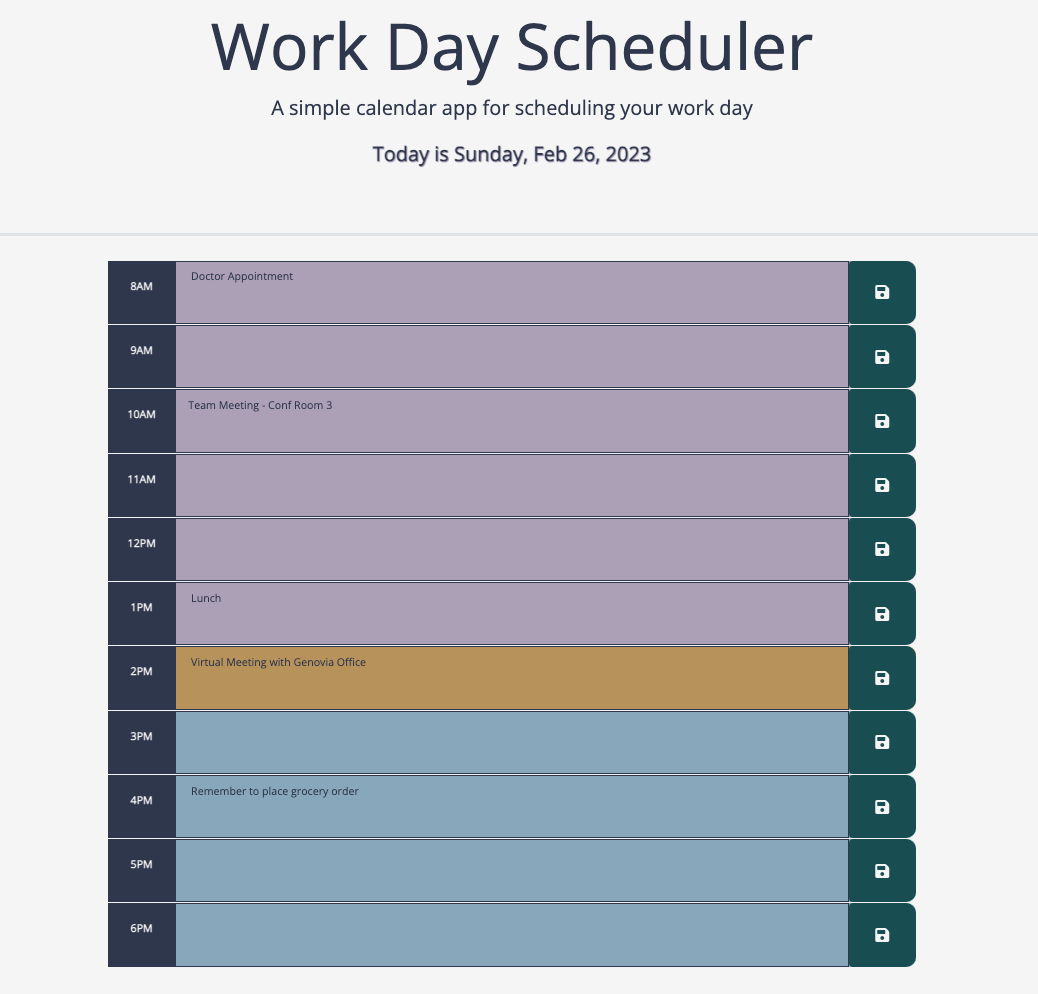 Work Day Scheduler
A simple calendar app for scheduling your work day
Today is Sunday, Feb 26, 2023
8AM Doctor Appointment
9AM
10AM Team Meeting - Conf Room 3
11AM
12PM
1PM Lunch
2PM Virtual Meeting with Genovia Office
3PM
4PM Remember to place grocery order
5PM
6PM